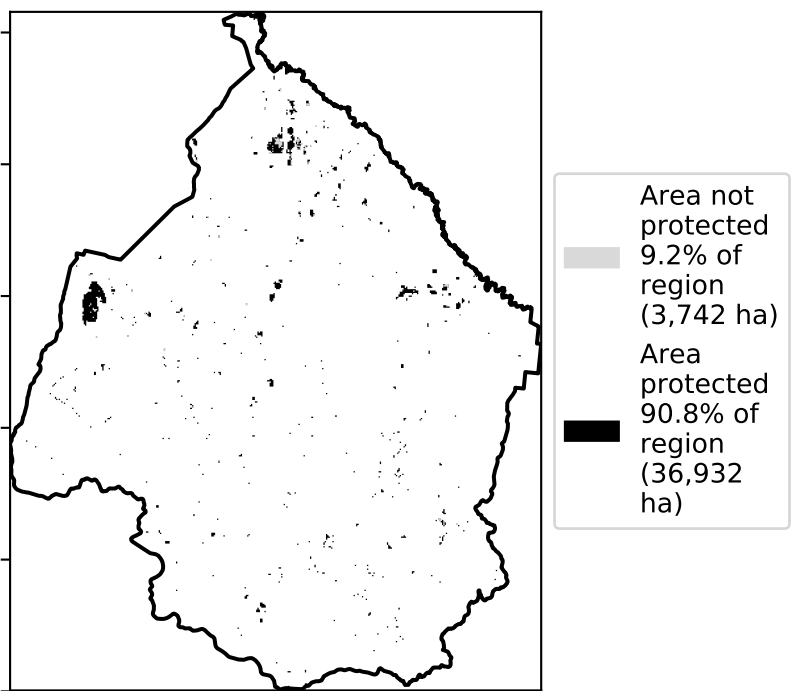 Area not
protected
9.2% of
region
(3,742 ha)
Area
protected
90.8% of
region
(36,932
ha)